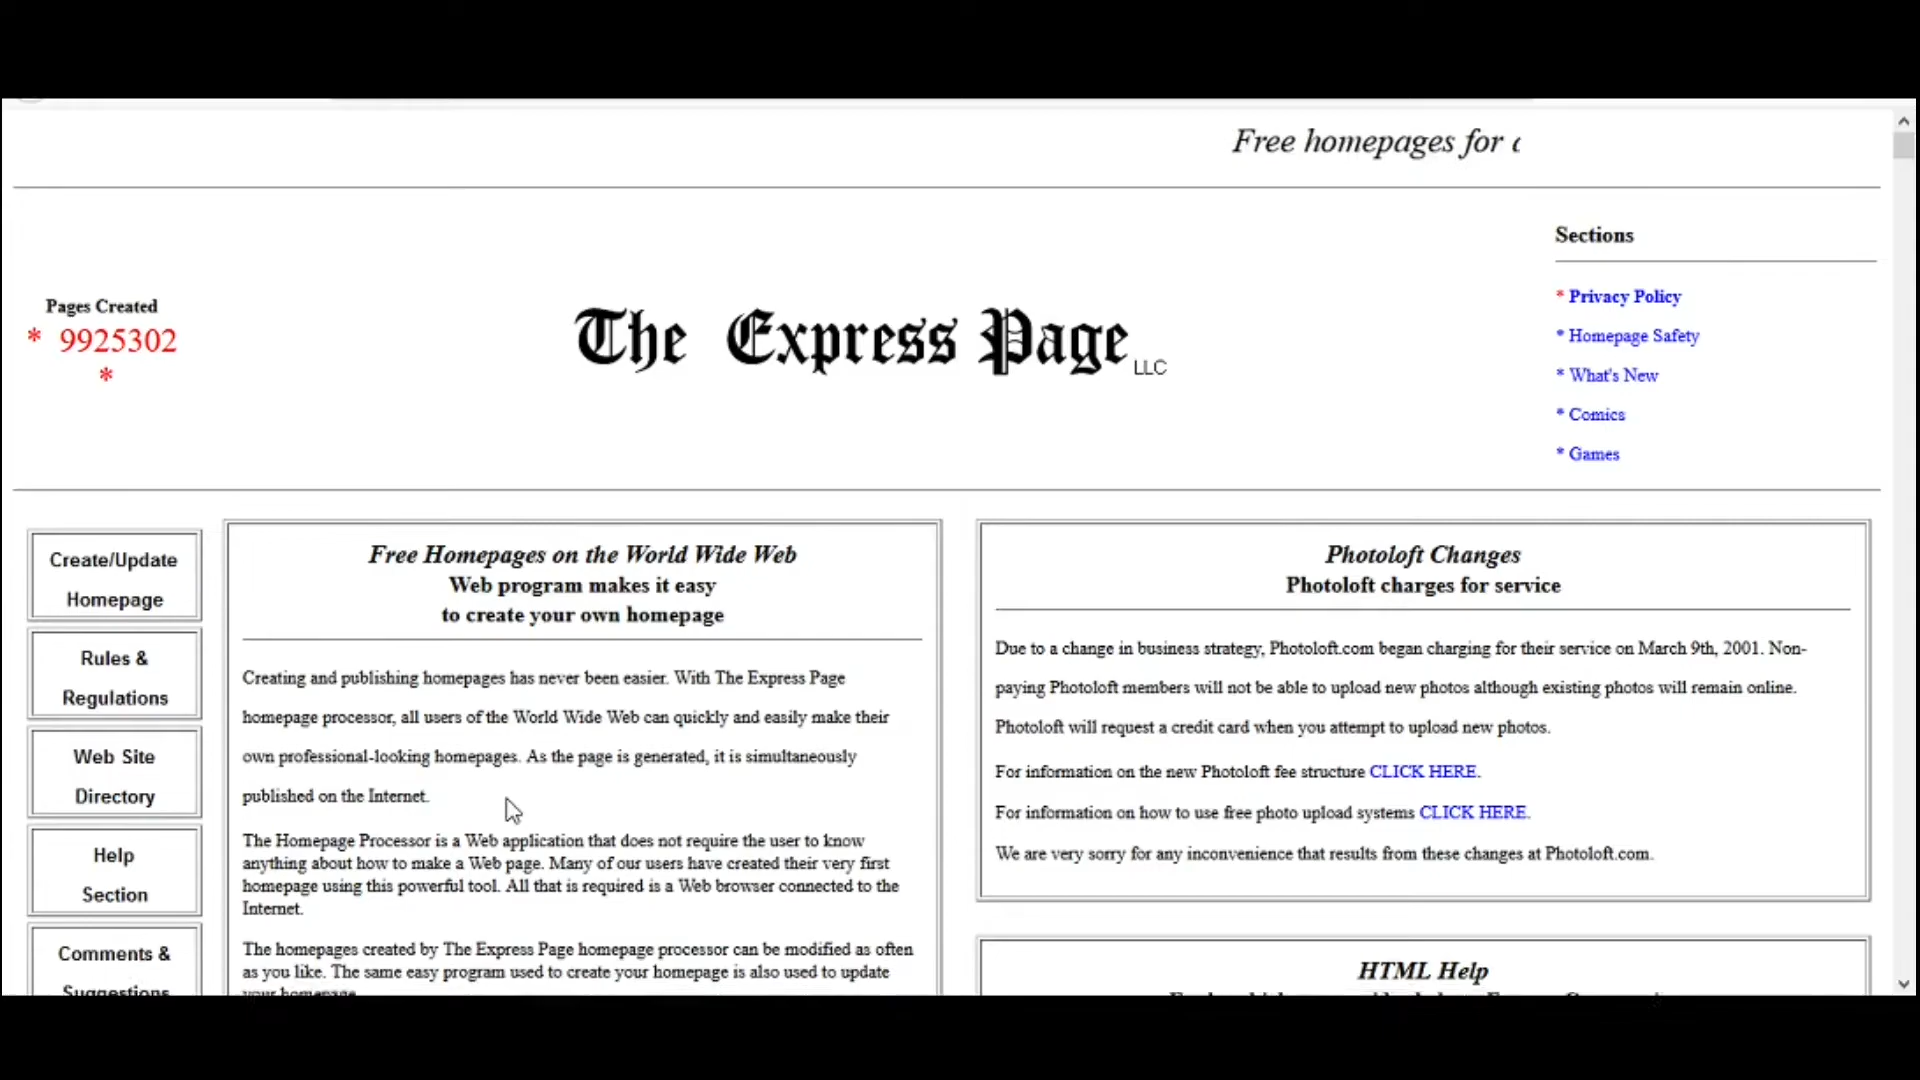 Free homepages for
Pages Created
* 9925302
*
The Express Page LLC
Sections
* Privacy Policy
* Homepage Safety
* What's New
* Comics
* Games
Create/Update
Homepage
Rules &
Regulations
Web Site
Directory
Help
Section
Comments &
Suggestions
Free Homepages on the World Wide Web
Web program makes it easy
to create your own homepage
Creating and publishing homepages has never been easier. With The Express Page
homepage processor, all users of the World Wide Web can quickly and easily make their
own professional-looking homepages. As the page is generated, it is simultaneously
published on the Internet.
The Homepage Processor is a Web application that does not require the user to know
anything about how to make a Web page. Many of our users have created their very first
homepage using this powerful tool. All that is required is a Web browser connected to the
Internet.
The homepages created by The Express Page homepage processor can be modified as often
as you like. The same easy program used to create your homepage is also used to update
your homepage
Photoloft Changes
Photoloft charges for service
Due to a change in business strategy, Photoloft.com began charging for their service on March 9th, 2001. Non-
paying Photoloft members will not be able to upload new photos although existing photos will remain online.
Photoloft will request a credit card when you attempt to upload new photos.
For information on the new Photoloft fee structure CLICK HERE.
For information on how to use free photo upload systems CLICK HERE.
We are very sorry for any inconvenience that results from these changes at Photoloft.com.
HTML Help